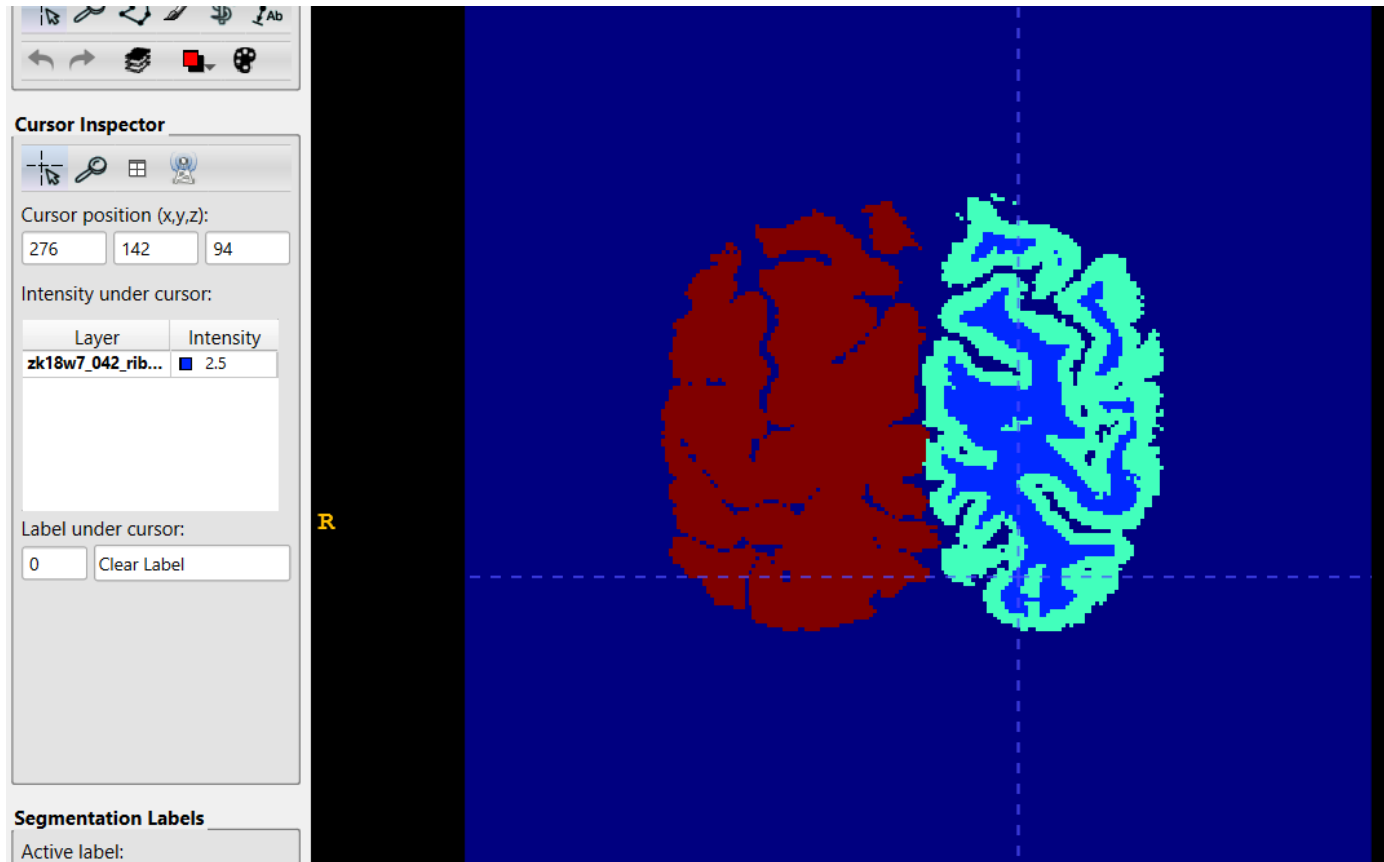 Ab
Cursor Inspector
Cursor position (x,y,z):
276 142 94
Intensity under cursor:
Layer Intensity
zk18w7_042_rib... 2.5
R
Label under cursor:
0 Clear Label
Segmentation Labels
Active label: